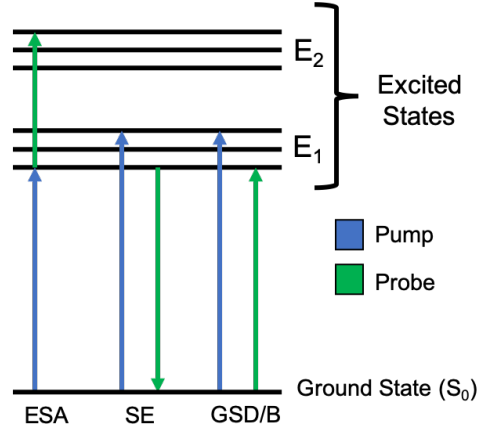 E₂
Excited
States
E₁
Pump
Probe
Ground State (S₀)
ESA
SE
GSD/B